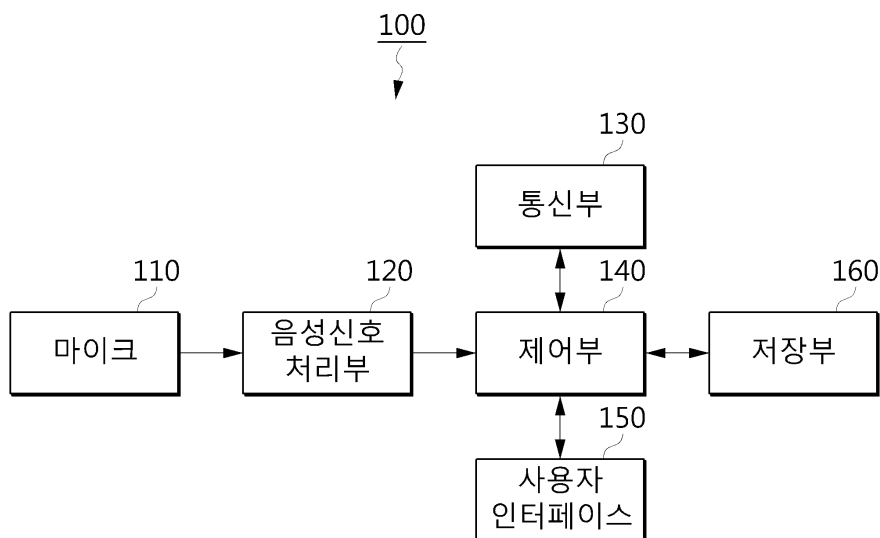 100
130
통신부
110
120
140
160
마이크
음성신호
처리부
제어부
저장부
150
사용자
인터페이스